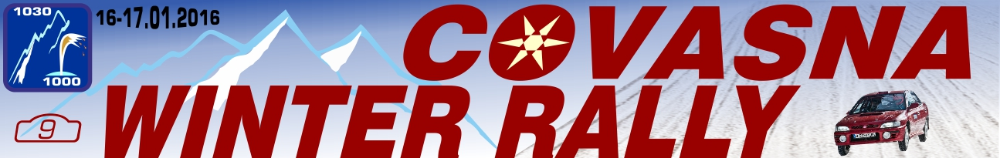 1030
1000
16-17.01.2016
COVASNA
WINTER RALLY
9